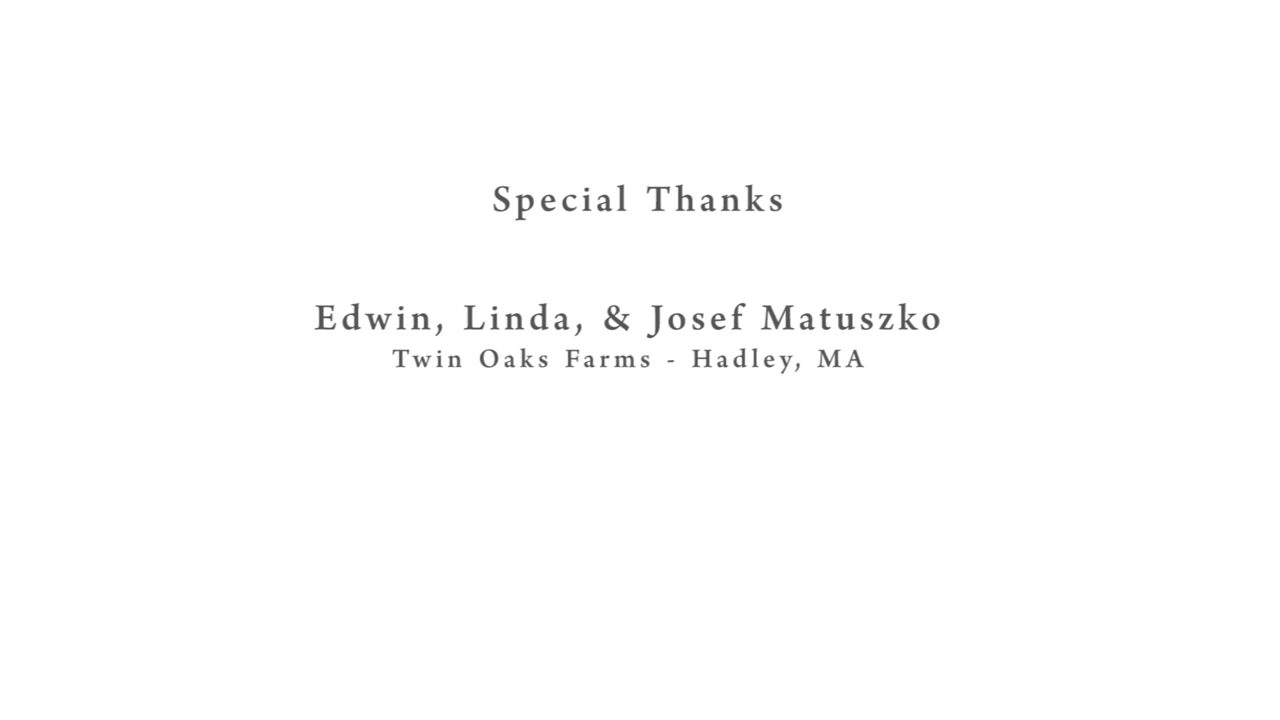 Special Thanks
Edwin, Linda, & Josef Matuszko
Twin Oaks Farms - Hadley, MA